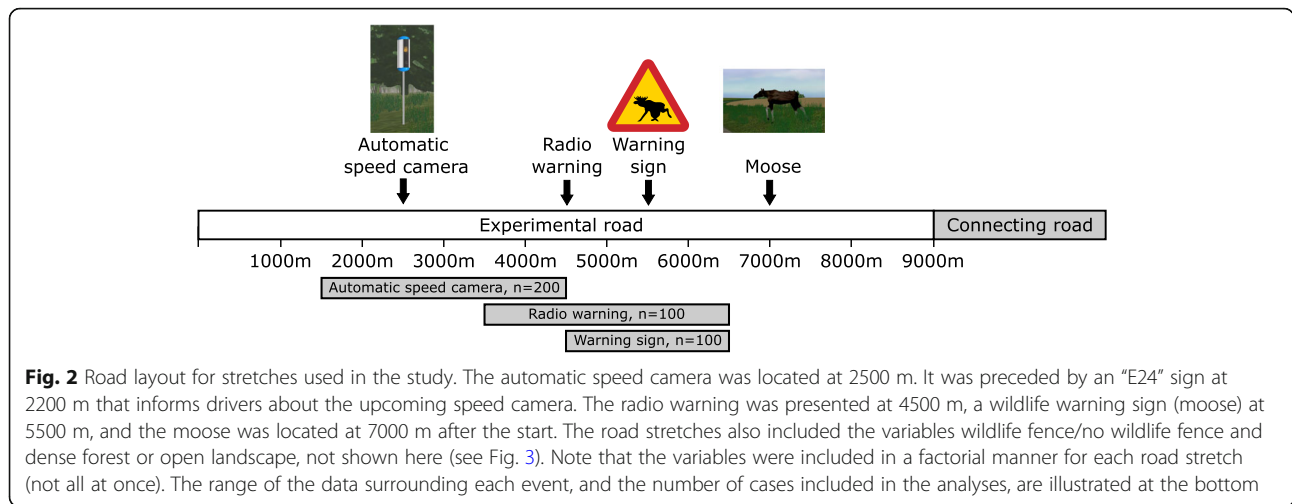 Automatic
speed camera
Radio
warning
Warning
sign
Moose
Experimental road
Connecting road
1000m 2000m 3000m 4000m 5000m 6000m 7000m 8000m 9000m
Automatic speed camera, n=200
Radio warning, n=100
Warning sign, n=100
Fig. 2 Road layout for stretches used in the study. The automatic speed camera was located at 2500 m. It was preceded by an “E24” sign at
2200 m that informs drivers about the upcoming speed camera. The radio warning was presented at 4500 m, a wildlife warning sign (moose) at
5500 m, and the moose was located at 7000 m after the start. The road stretches also included the variables wildlife fence/no wildlife fence and
dense forest or open landscape, not shown here (see Fig. 3). Note that the variables were included in a factorial manner for each road stretch
(not all at once). The range of the data surrounding each event, and the number of cases included in the analyses, are illustrated at the bottom